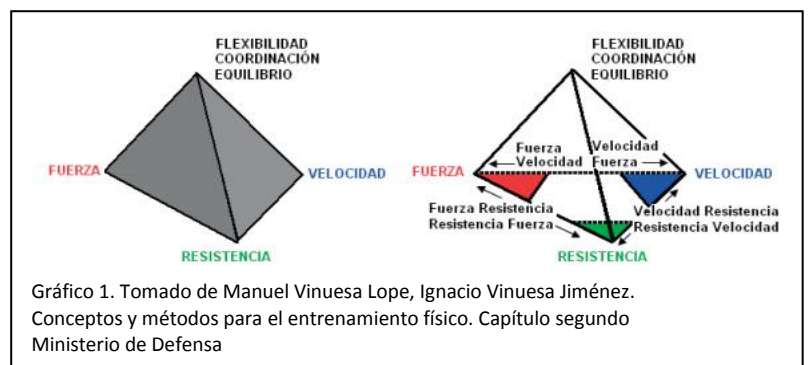 FLEXIBILIDAD
COORDINACIÓN
EQUILIBRIO
FUERZA
VELOCIDAD
RESISTENCIA
FLEXIBILIDAD
COORDINACIÓN
EQUILIBRIO
Fuerza
Velocidad
Velocidad
Fuerza
FUERZA
VELOCIDAD
Fuerza Resistencia
Resistencia Fuerza
Velocidad Resistencia
Resistencia Velocidad
RESISTENCIA
Gráfico 1. Tomado de Manuel Vinuesa Lope, Ignacio Vinuesa Jiménez.
Conceptos y métodos para el entrenamiento físico. Capítulo segundo
Ministerio de Defensa